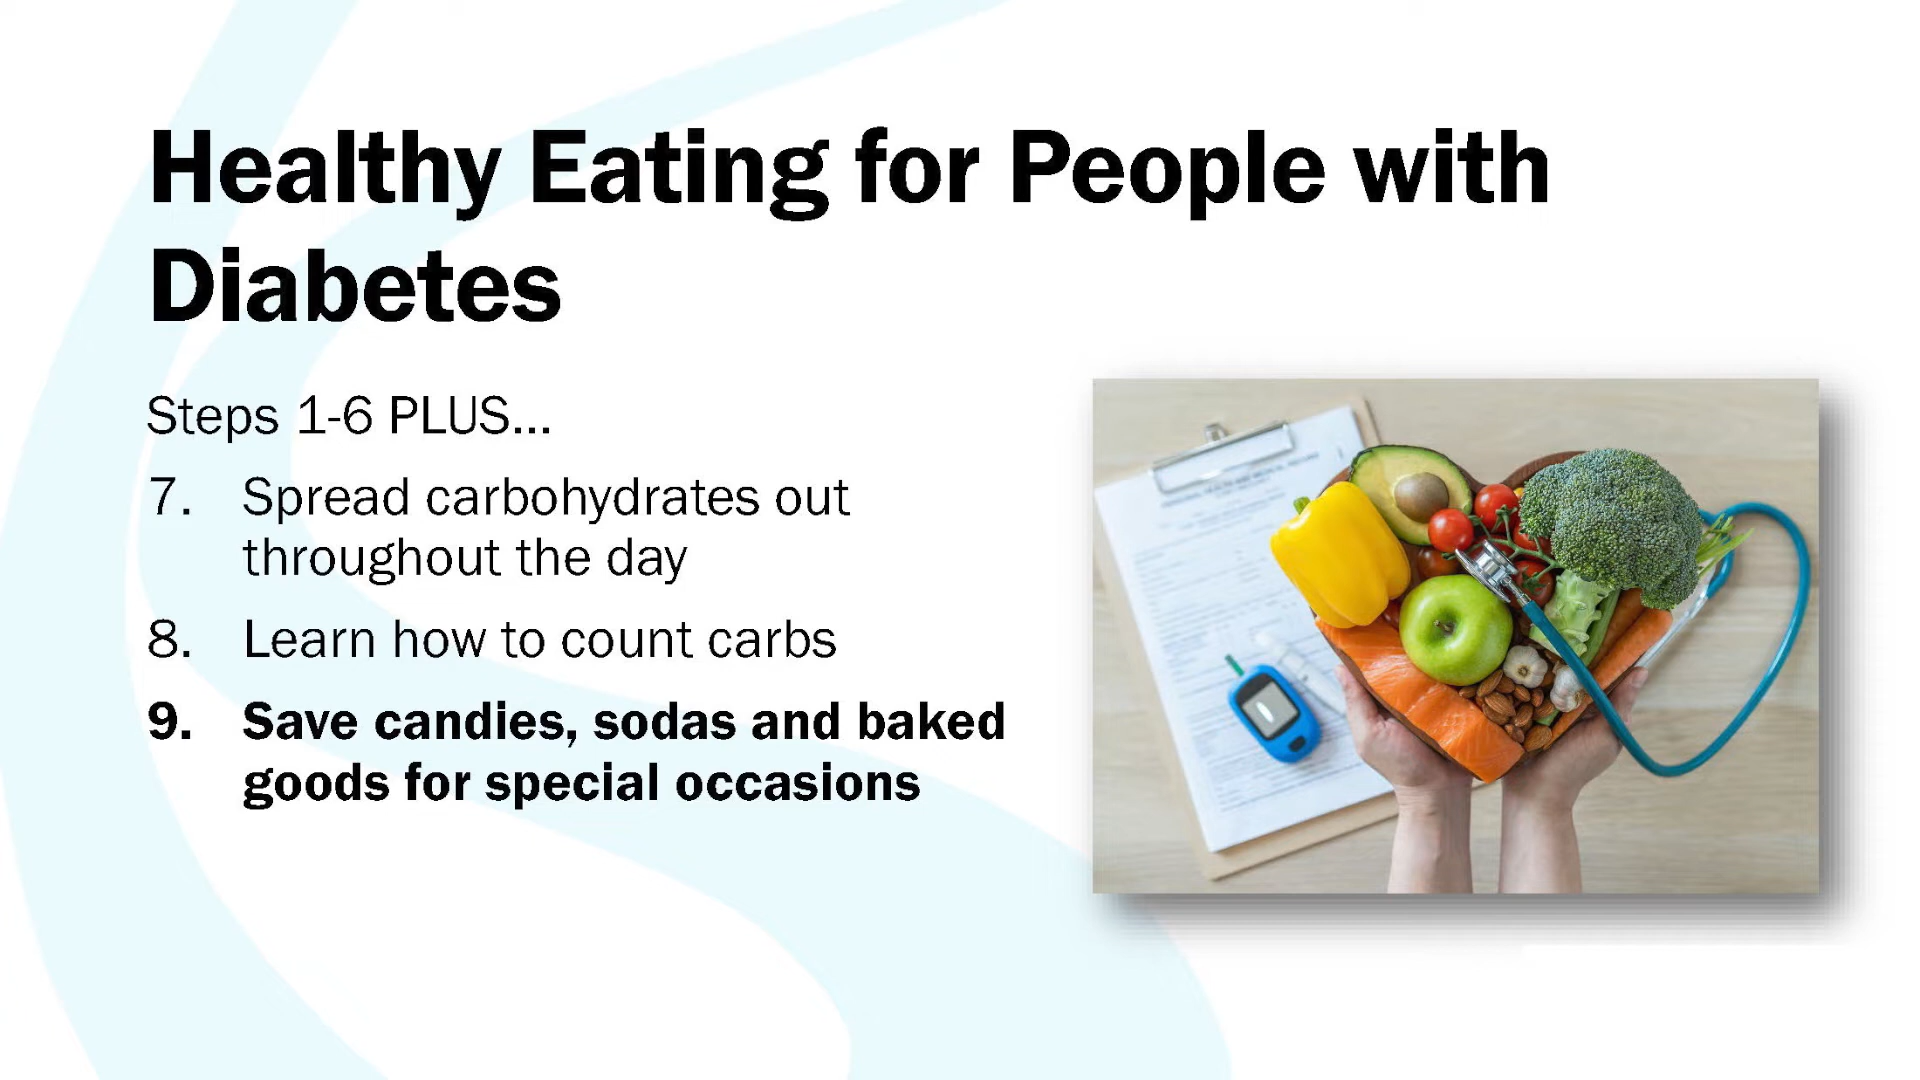 Healthy Eating for People with
Diabetes
Steps 1-6 PLUS...
7. Spread carbohydrates out
throughout the day
8. Learn how to count carbs
9. Save candies, sodas and baked
goods for special occasions